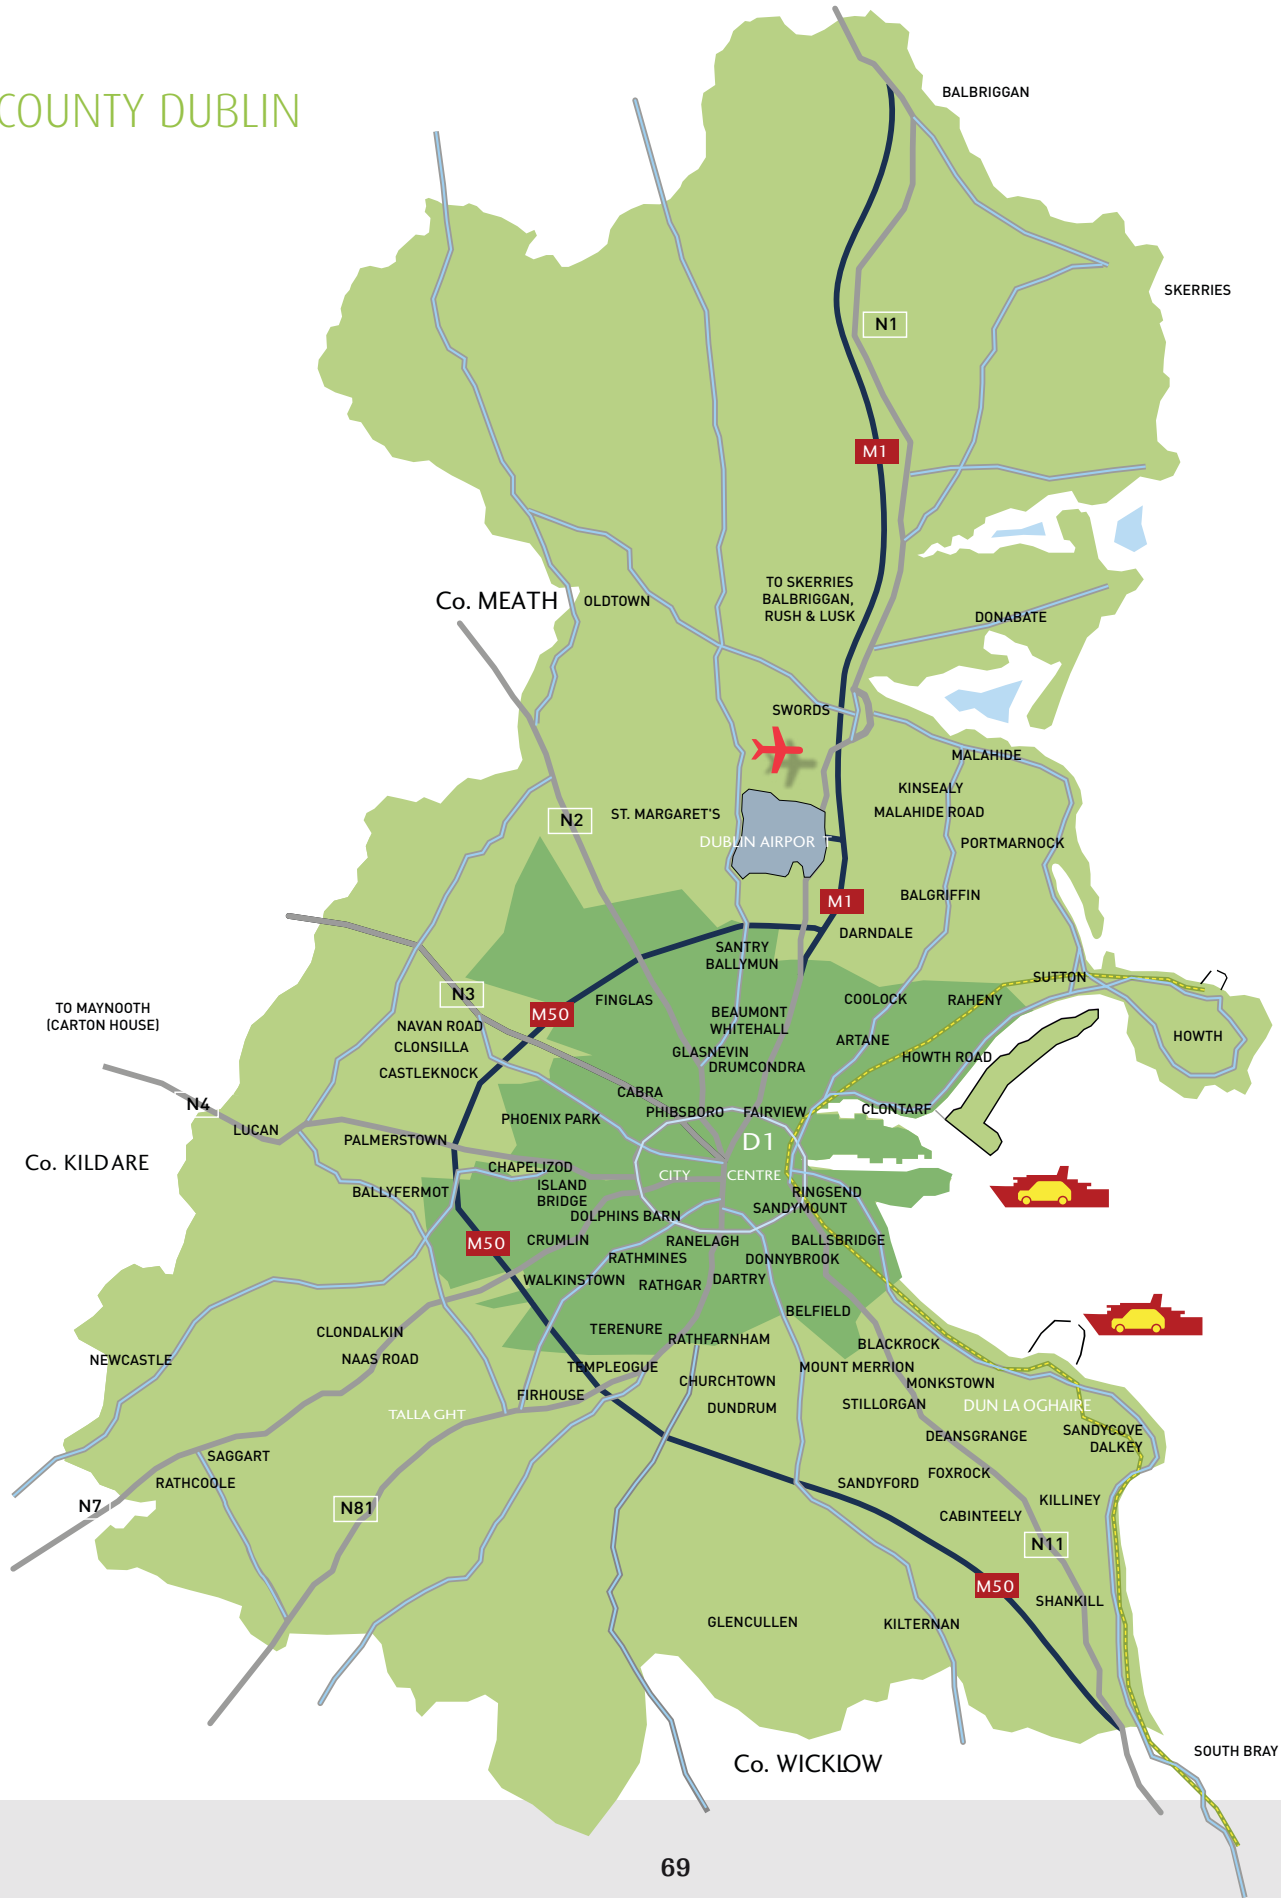 COUNTY DUBLIN
BALBRIGGAN
SKERRIES
N1
M1
TO SKERRIES
BALBRIGGAN,
RUSH & LUSK
Co. MEATH
OLDTOWN
DONABATE
SWORDS
MALAHIDE
KINSEALY
MALAHIDE ROAD
N2
ST. MARGARET'S
DUBLIN AIRPOR T
PORTMARNOCK
M1
BALGRIFFIN
DARNDALE
SANTRY
BALLYMUN
SUTTON
N3
FINGLAS
COOLOCK
RAHENY
TO MAYNOOTH
(CARTON HOUSE)
M50
NAVAN ROAD
BEAUMONT
WHITEHALL
HOWTH
CLONSILLA
ARTANE
GLASNEVIN
HOWTH ROAD
DRUMCONDRA
CASTLEKNOCK
CABRA
N4
PHOENIX PARK
PHIBSBORO
FAIRVIEW
CLONTARF
LUCAN
PALMERSTOWN
D1
Co. KILDARE
CHAPELIZOD
CITY
CENTRE
BALLYFERMOT
ISLAND
BRIDGE
RINGSEND
SANDYMOUNT
DOLPHINS BARN
M50
CRUMLIN
RANELAGH
BALLSBRIDGE
RATHMINES
DONNYBROOK
WALKINSTOWN
RATHGAR
DARTRY
BELFIELD
CLONDALKIN
TERENURE
RATHFARNHAM
BLACKROCK
NEWCASTLE
NAAS ROAD
TEMPLEOGUE
MOUNT MERRION
CHURCHTOWN
MONKSTOWN
FIRHOUSE
DUNDRUM
STILLORGAN
DUN LA OGHAIRE
TALLA GHT
DEANSGRANGE
SANDYCOVE
DALKEY
SAGGART
RATHCOOLE
FOXROCK
SANDYFORD
N7
N81
KILLINEY
CABINTEELY
N11
M50
SHANKILL
GLENCULLEN
KILTERNAN
SOUTH BRAY
Co. WICKLOW
69